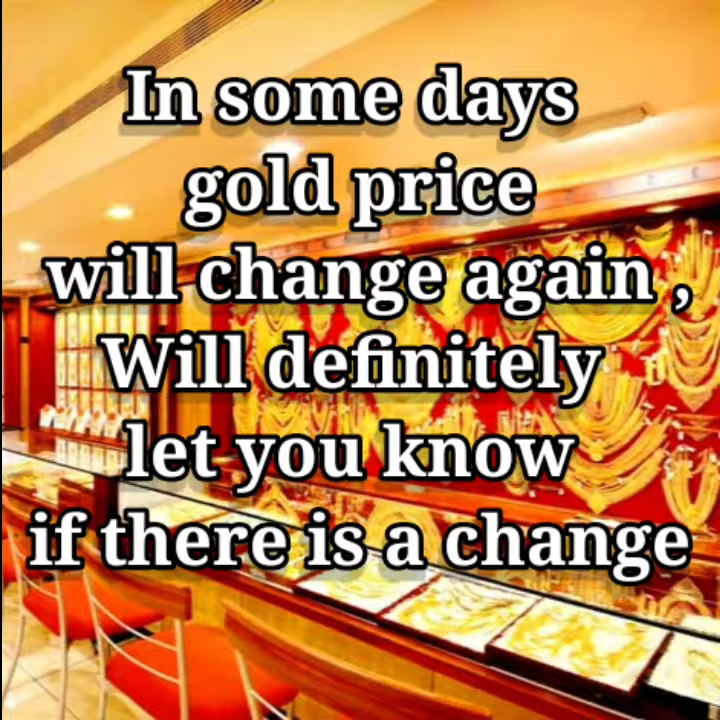 In some days
gold price
will change again ,
Will definitely
let you know
if there is a change